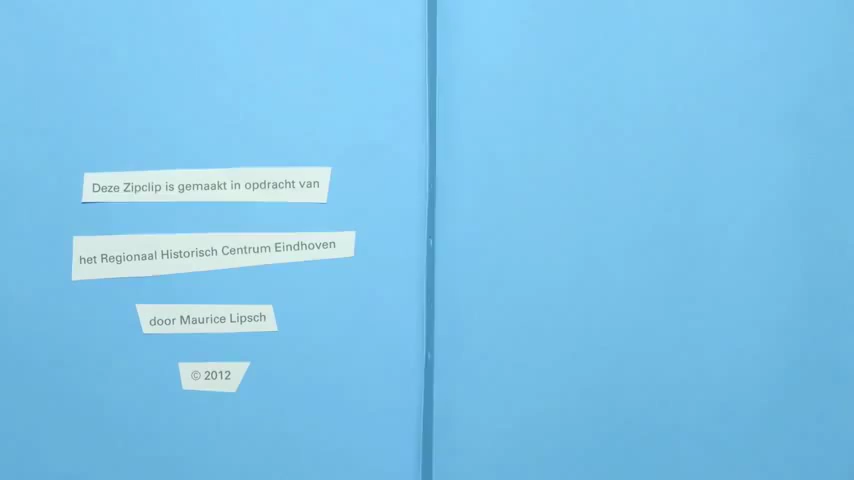 Deze Zipclip is gemaakt in opdracht van
het Regionaal Historisch Centrum Eindhoven
door Maurice Lipsch
© 2012